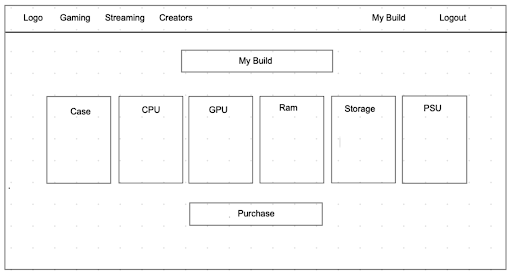 Logo Gaming Streaming Creators My Build Logout
My Build
Case CPU GPU Ram Storage PSU
Purchase